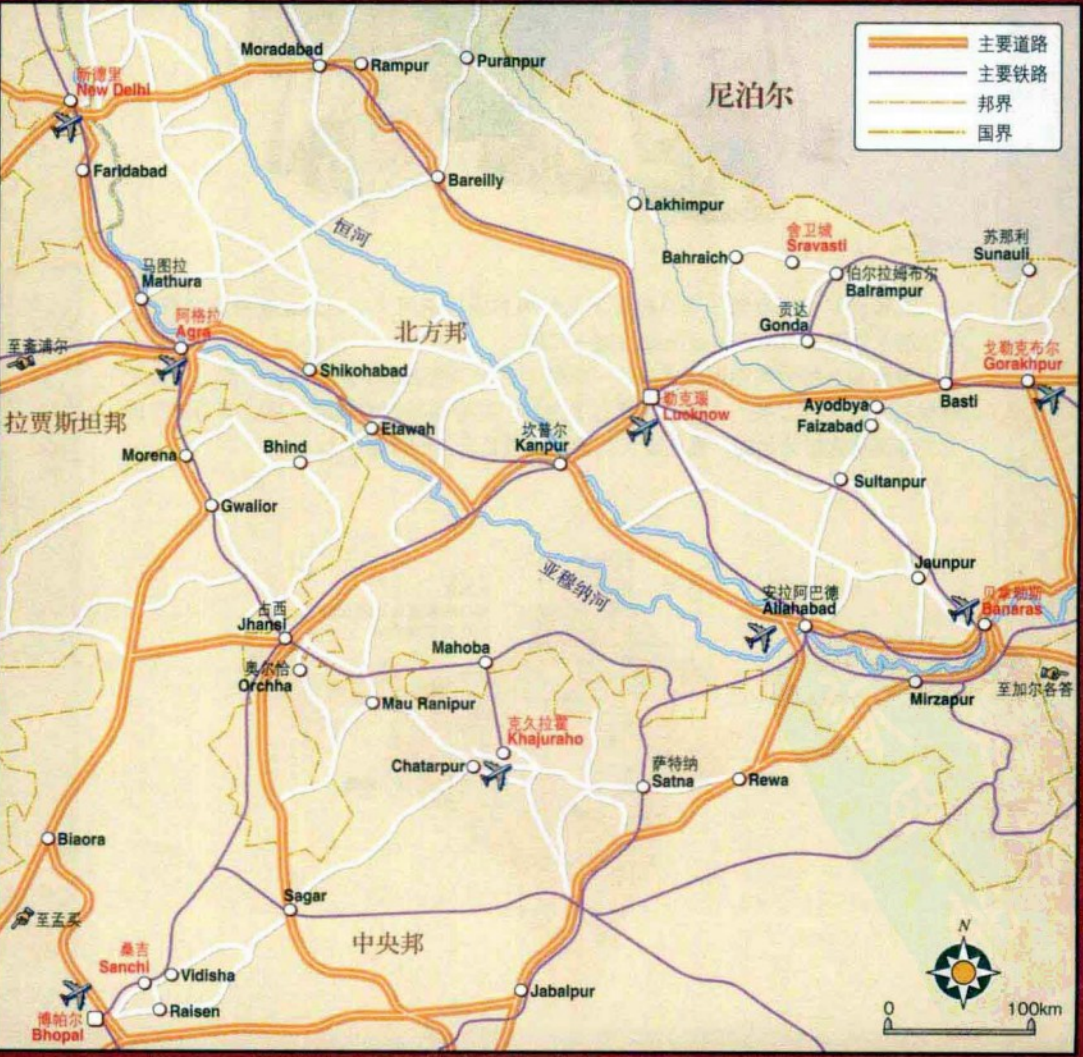 Moradabad
Rampur
Puranpur
新德里
New Delhi
尼泊尔
主要道路
主要铁路
邦界
国界
Faridabad
Bareilly
Lakhimpur
恒河
舍卫城
Sravasti
苏那利
Sunauli
Bahraich
伯尔拉姆布尔
Balrampur
马图拉
Mathura
贡达
Gonda
阿格拉
Agra
北方邦
至斋浦尔
戈勒克布尔
Gorakhpur
Shikohabad
勒克瑙
Lucknow
Basti
拉贾斯坦邦
Ayodbya
Faizabad
Etawah
坎普尔
Kanpur
Morena
Bhind
Sultanpur
Gwalior
Jaunpur
亚穆纳河
安拉阿巴德
Allahabad
贝拿勒斯
Banaras
占西
Jhansi
Mahoba
奥尔恰
Orchha
至加尔各答
Mirzapur
Mau Ranipur
克久拉霍
Khajuraho
Chatarpur
萨特纳
Satna
Rewa
Biaora
Sagar
至孟买
中央邦
桑吉
Sanchi
Vidisha
N
Jabalpur
Raisen
博帕尔
Bhopal
0
100km